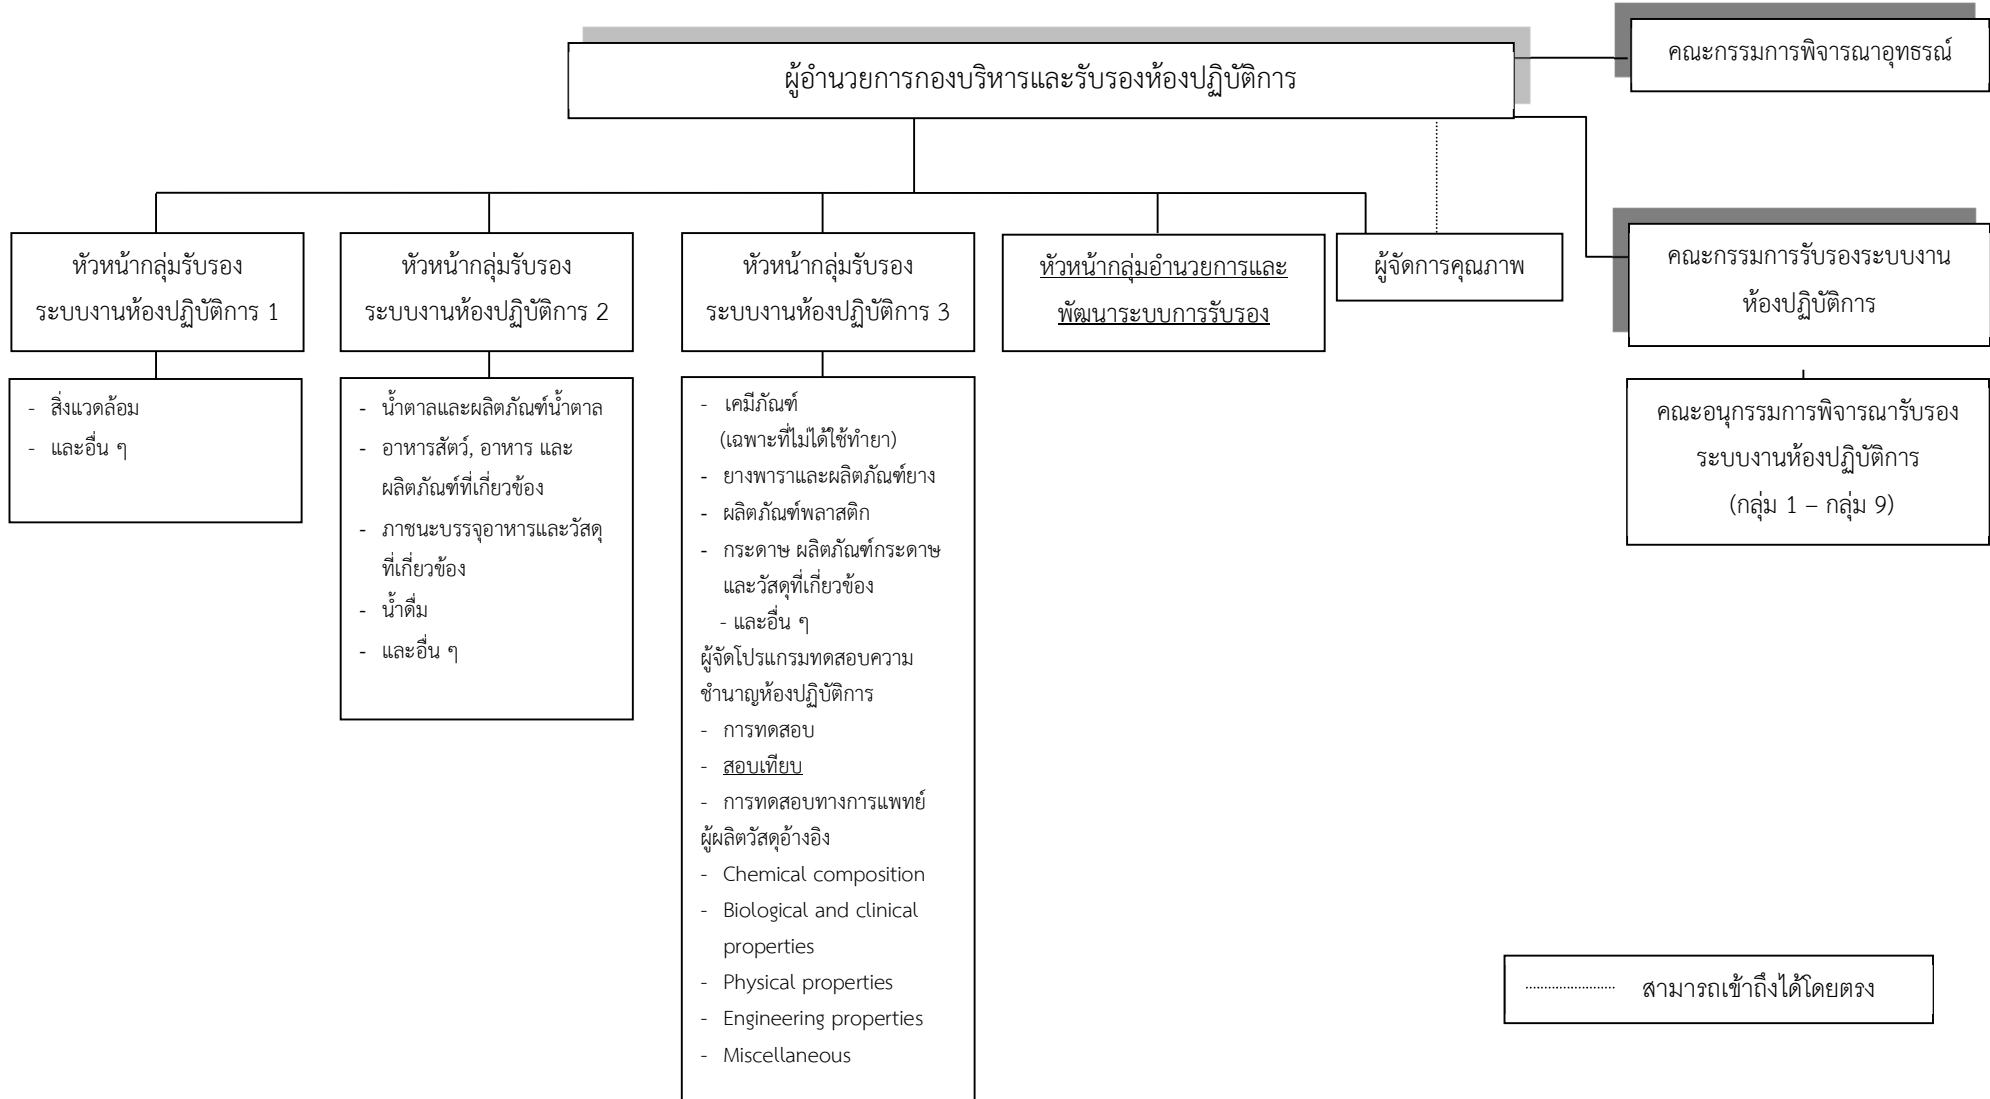 คณะกรรมการพิจารณาอุทธรณ์
ผู้อำนวยการกองบริหารและรับรองห้องปฏิบัติการ
หัวหน้ากลุ่มรับรอง
ระบบงานห้องปฏิบัติการ 1
หัวหน้ากลุ่มรับรอง
ระบบงานห้องปฏิบัติการ 2
หัวหน้ากลุ่มรับรอง
ระบบงานห้องปฏิบัติการ 3
หัวหน้ากลุ่มอำนวยการและ
พัฒนาระบบการรับรอง
ผู้จัดการคุณภาพ
คณะกรรมการรับรองระบบงาน
ห้องปฏิบัติการ
- สิ่งแวดล้อม
- และอื่น ๆ
- น้ำตาลและผลิตภัณฑ์น้ำตาล
- อาหารสัตว์, อาหาร และ
ผลิตภัณฑ์ที่เกี่ยวข้อง
- ภาชนะบรรจุอาหารและวัสดุ
ที่เกี่ยวข้อง
- น้ำดื่ม
- และอื่น ๆ
- เคมีภัณฑ์
(เฉพาะที่ไม่ได้ใช้ทำยา)
- ยางพาราและผลิตภัณฑ์ยาง
- ผลิตภัณฑ์พลาสติก
- กระดาษ ผลิตภัณฑ์กระดาษ
และวัสดุที่เกี่ยวข้อง
- และอื่น ๆ
ผู้จัดโปรแกรมทดสอบความ
ชำนาญห้องปฏิบัติการ
- การทดสอบ
- สอบเทียบ
- การทดสอบทางการแพทย์
ผู้ผลิตวัสดุอ้างอิง
- Chemical composition
- Biological and clinical
properties
- Physical properties
- Engineering properties
- Miscellaneous
คณะอนุกรรมการพิจารณารับรอง
ระบบงานห้องปฏิบัติการ
(กลุ่ม 1 – กลุ่ม 9)
สามารถเข้าถึงได้โดยตรง